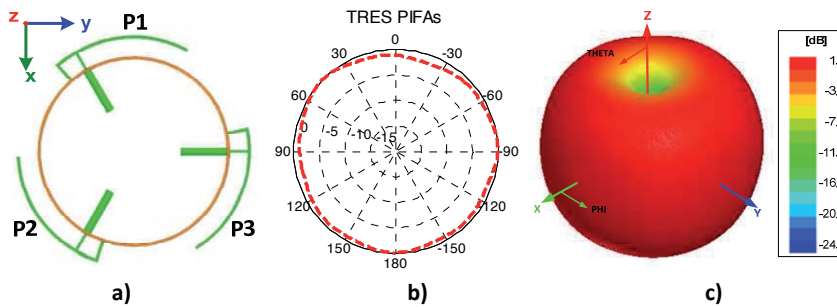 z y x
P1
P2
P3
a)
TRES PIFAs
0
30 -30
60 -60
0 -5 -10 -15
90 -90
120 -120
150 -150
180
b)
Z
THETA
X
PHI
Y
c)
[dB]
1.
-3.
-7.
-11.
-16.
-20.
-24.